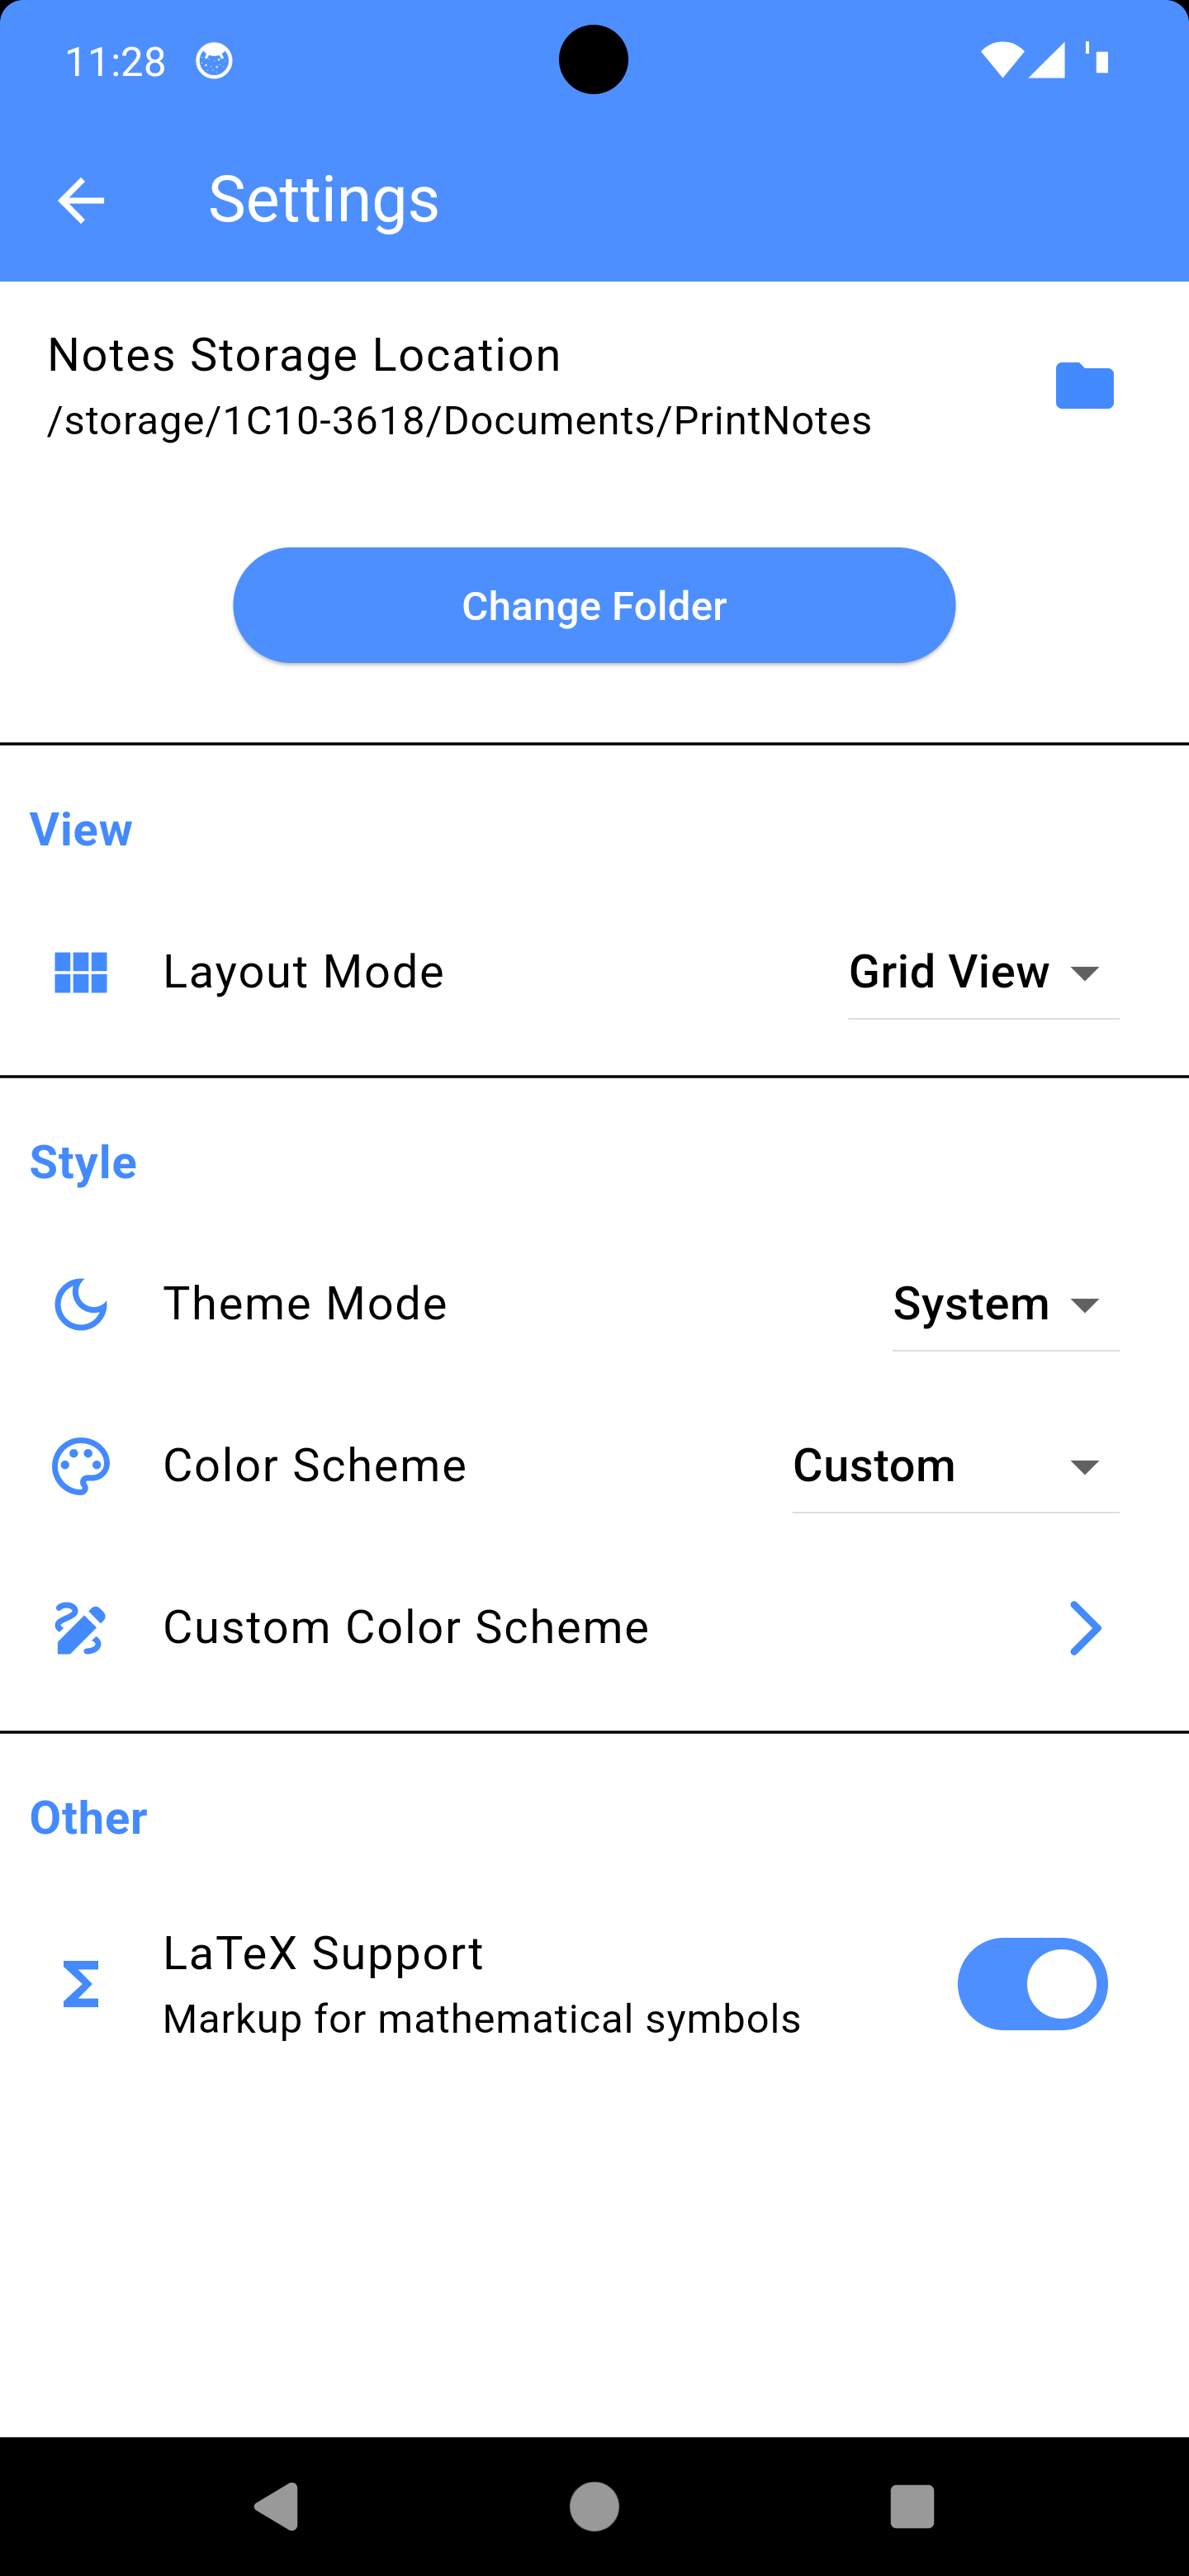 11:28
Settings
Notes Storage Location
/storage/1C10-3618/Documents/PrintNotes
Change Folder
View
Layout Mode
Grid View
Style
Theme Mode
System
Color Scheme
Custom
Custom Color Scheme
Other
LaTeX Support
Markup for mathematical symbols